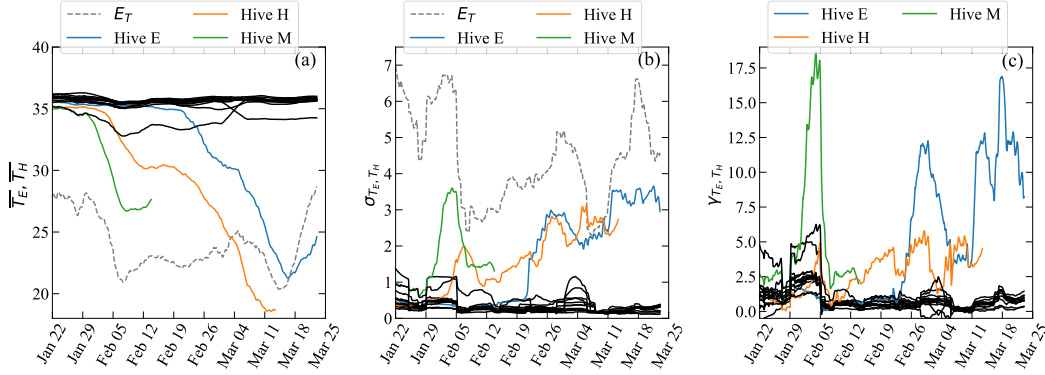 E_T Hive H
Hive E Hive M
(a)
40
35
30
25
20
\overline{T_E}, \overline{T_H}
Jan 22 Jan 29 Feb 05 Feb 12 Feb 19 Feb 26 Mar 04 Mar 11 Mar 18 Mar 25
E_T Hive H
Hive E Hive M
(b)
7
6
5
4
3
2
1
0
σ_{T_E, T_H}
Jan 22 Jan 29 Feb 05 Feb 12 Feb 19 Feb 26 Mar 04 Mar 11 Mar 18 Mar 25
Hive E Hive M
Hive H
(c)
17.5
15.0
12.5
10.0
7.5
5.0
2.5
0.0
γ_{T_E, T_H}
Jan 22 Jan 29 Feb 05 Feb 12 Feb 19 Feb 26 Mar 04 Mar 11 Mar 18 Mar 25